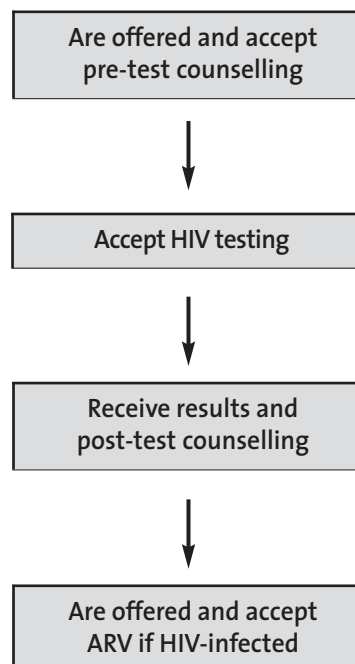 Are offered and accept
pre-test counselling
Accept HIV testing
Receive results and
post-test counselling
Are offered and accept
ARV if HIV-infected